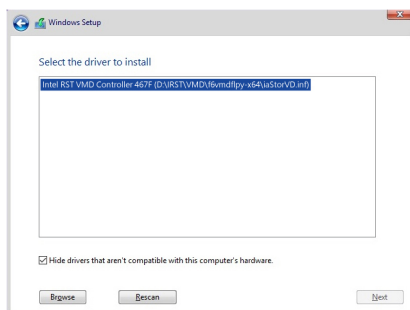 Windows Setup
Select the driver to install
Intel RST VMD Controller 467F (D:\IRST\VMD\f6vmdflpy-x64\iaStorVD.inf)
Hide drivers that aren't compatible with this computer's hardware.
Browse Rescan Next